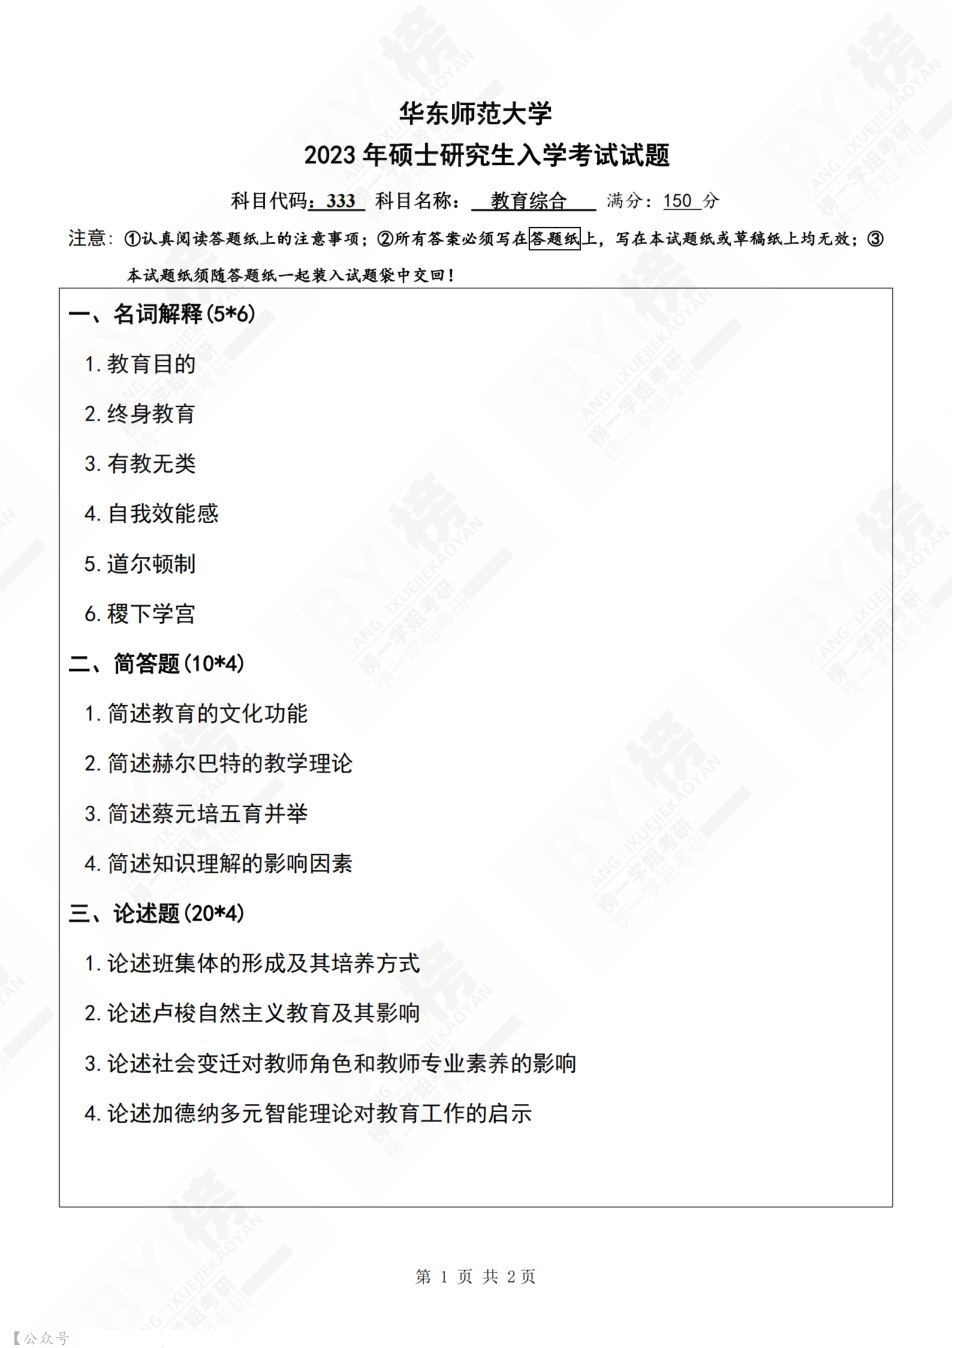 华东师范大学
2023 年硕士研究生入学考试试题
科目代码：333 科目名称： 教育综合 满分：150 分
注意：①认真阅读答题纸上的注意事项；②所有答案必须写在答题纸上，写在本试题纸或草稿纸上均无效；③
本试题纸须随答题纸一起装入试题袋中交回！
一、名词解释(5*6)
1.教育目的
2.终身教育
3.有教无类
4.自我效能感
5.道尔顿制
6.稷下学宫
二、简答题(10*4)
1.简述教育的文化功能
2.简述赫尔巴特的教学理论
3.简述蔡元培五育并举
4.简述知识理解的影响因素
三、论述题(20*4)
1.论述班集体的形成及其培养方式
2.论述卢梭自然主义教育及其影响
3.论述社会变迁对教师角色和教师专业素养的影响
4.论述加德纳多元智能理论对教育工作的启示
第 1 页 共 2页
【公众号